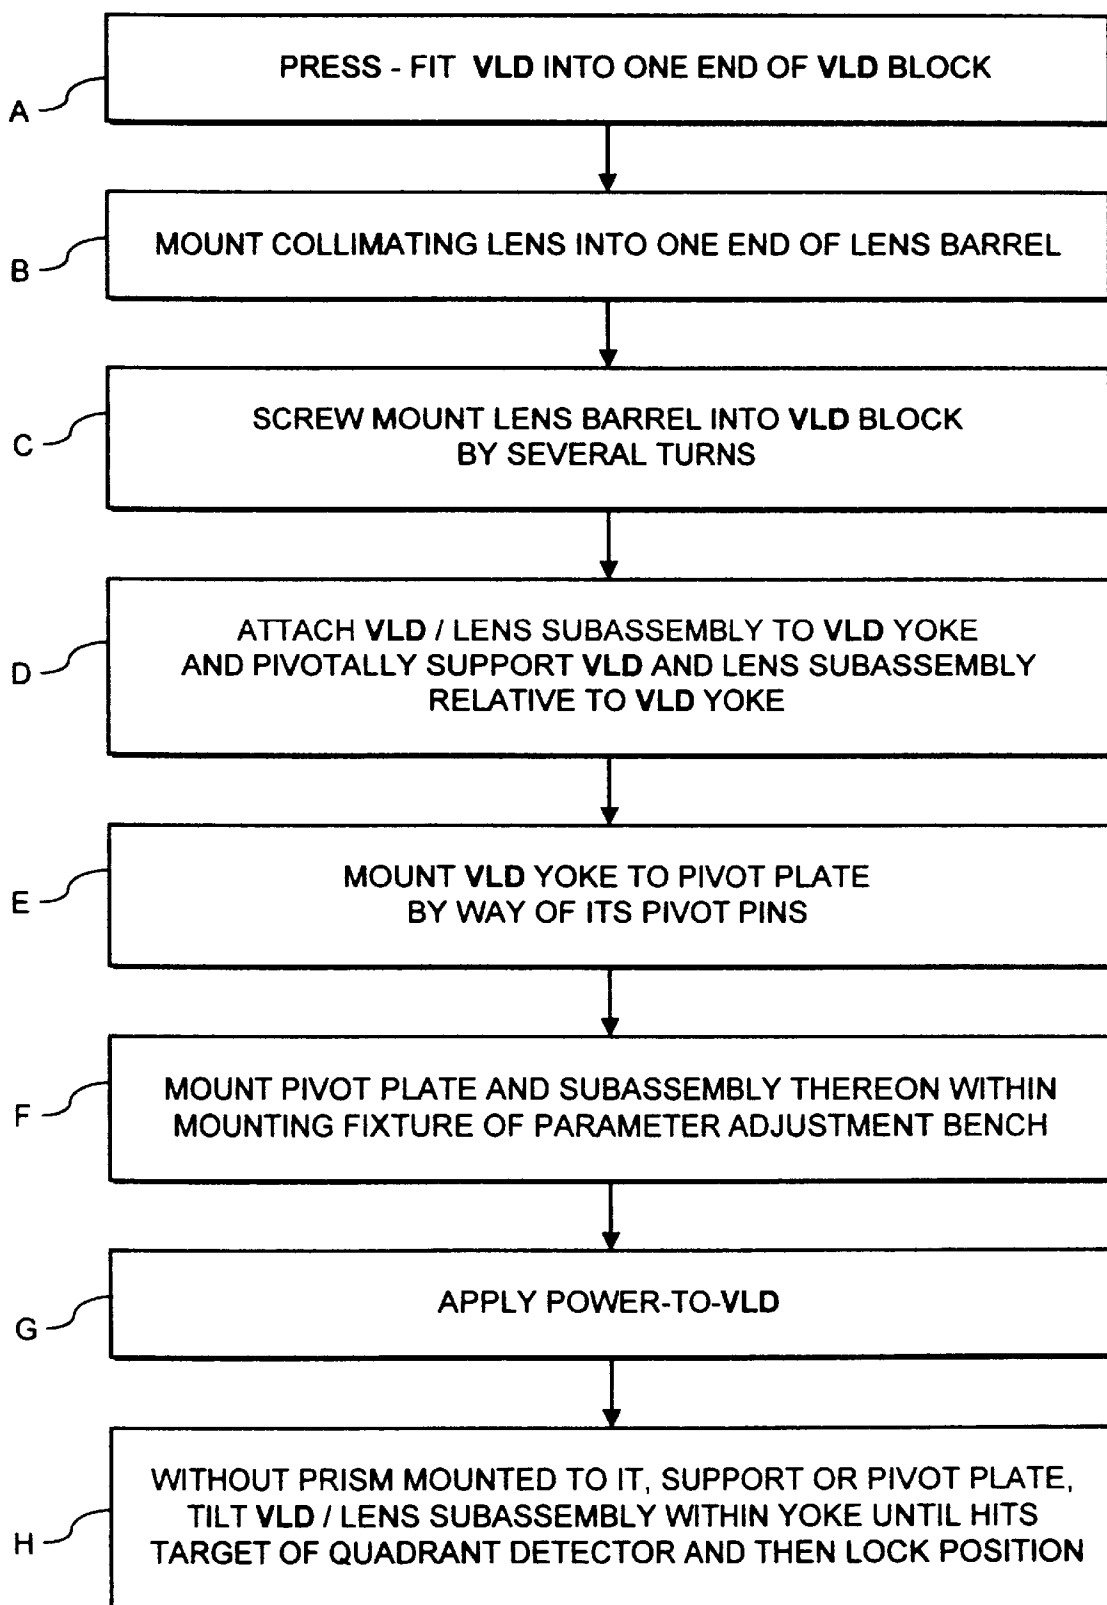 A
PRESS - FIT VLD INTO ONE END OF VLD BLOCK
B
MOUNT COLLIMATING LENS INTO ONE END OF LENS BARREL
C
SCREW MOUNT LENS BARREL INTO VLD BLOCK
BY SEVERAL TURNS
D
ATTACH VLD / LENS SUBASSEMBLY TO VLD YOKE
AND PIVOTALLY SUPPORT VLD AND LENS SUBASSEMBLY
RELATIVE TO VLD YOKE
E
MOUNT VLD YOKE TO PIVOT PLATE
BY WAY OF ITS PIVOT PINS
F
MOUNT PIVOT PLATE AND SUBASSEMBLY THEREON WITHIN
MOUNTING FIXTURE OF PARAMETER ADJUSTMENT BENCH
G
APPLY POWER-TO-VLD
H
WITHOUT PRISM MOUNTED TO IT, SUPPORT OR PIVOT PLATE,
TILT VLD / LENS SUBASSEMBLY WITHIN YOKE UNTIL HITS
TARGET OF QUADRANT DETECTOR AND THEN LOCK POSITION